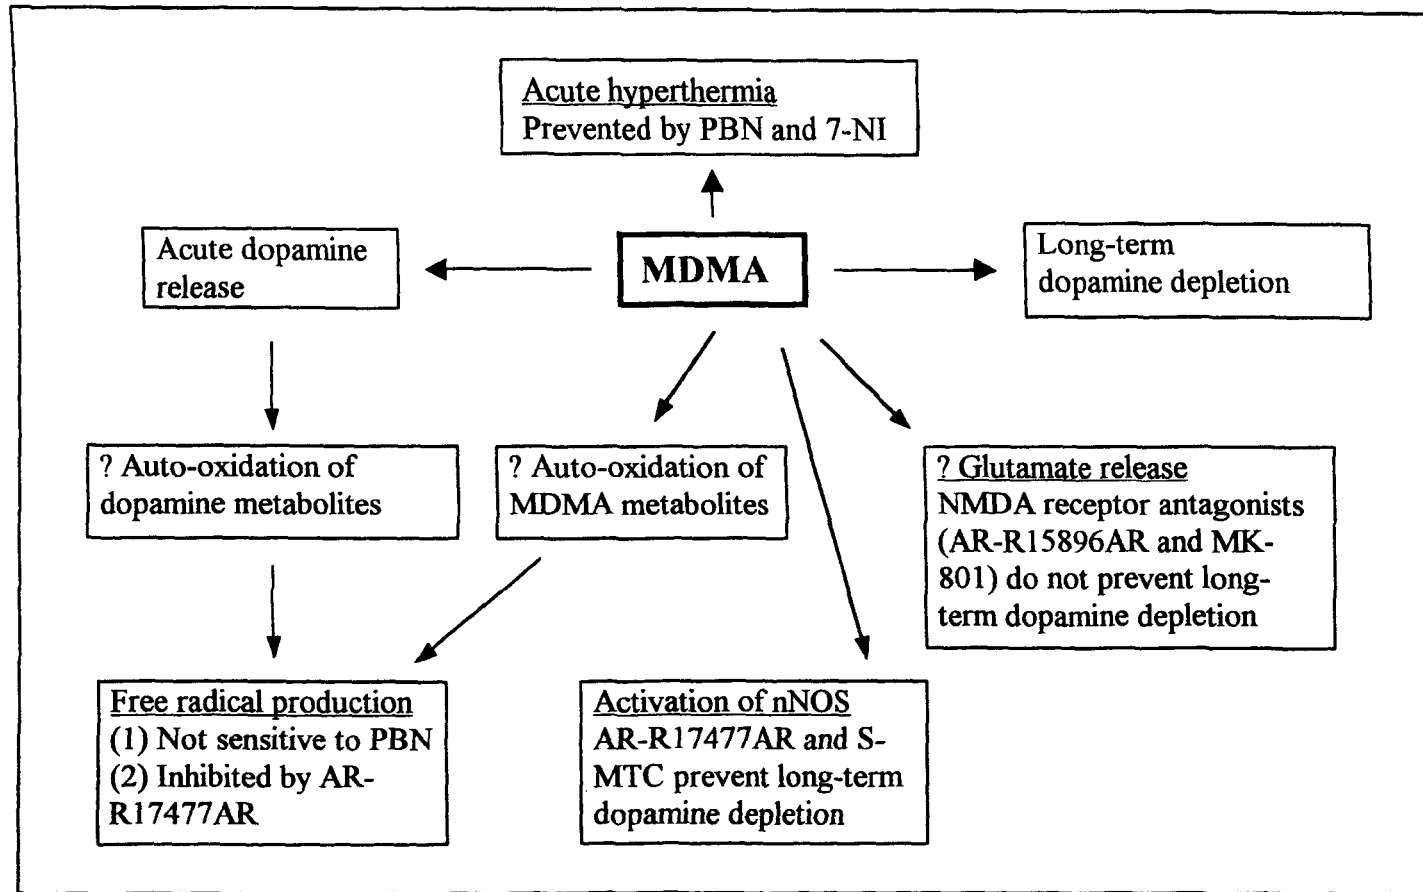 Acute hyperthermia
Prevented by PBN and 7-NI
Acute dopamine
release
MDMA
Long-term
dopamine depletion
? Auto-oxidation of
dopamine metabolites
? Auto-oxidation of
MDMA metabolites
? Glutamate release
NMDA receptor antagonists
(AR-R15896AR and MK-
801) do not prevent long-
term dopamine depletion
Free radical production
(1) Not sensitive to PBN
(2) Inhibited by AR-
R17477AR
Activation of nNOS
AR-R17477AR and S-
MTC prevent long-term
dopamine depletion